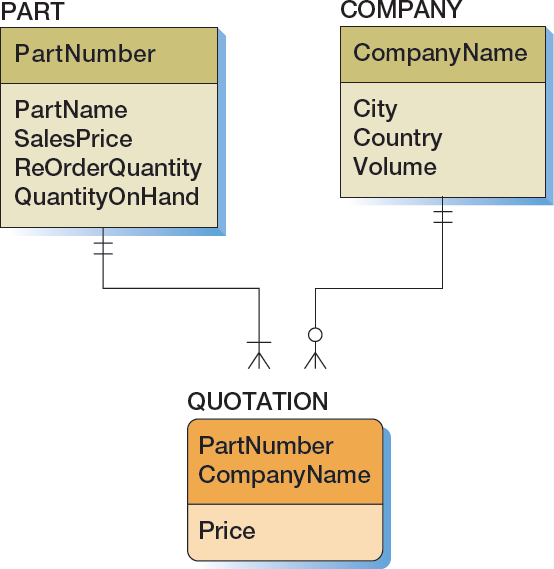 PART
PartNumber
PartName
SalesPrice
ReOrderQuantity
QuantityOnHand
COMPANY
CompanyName
City
Country
Volume
QUOTATION
PartNumber
CompanyName
Price